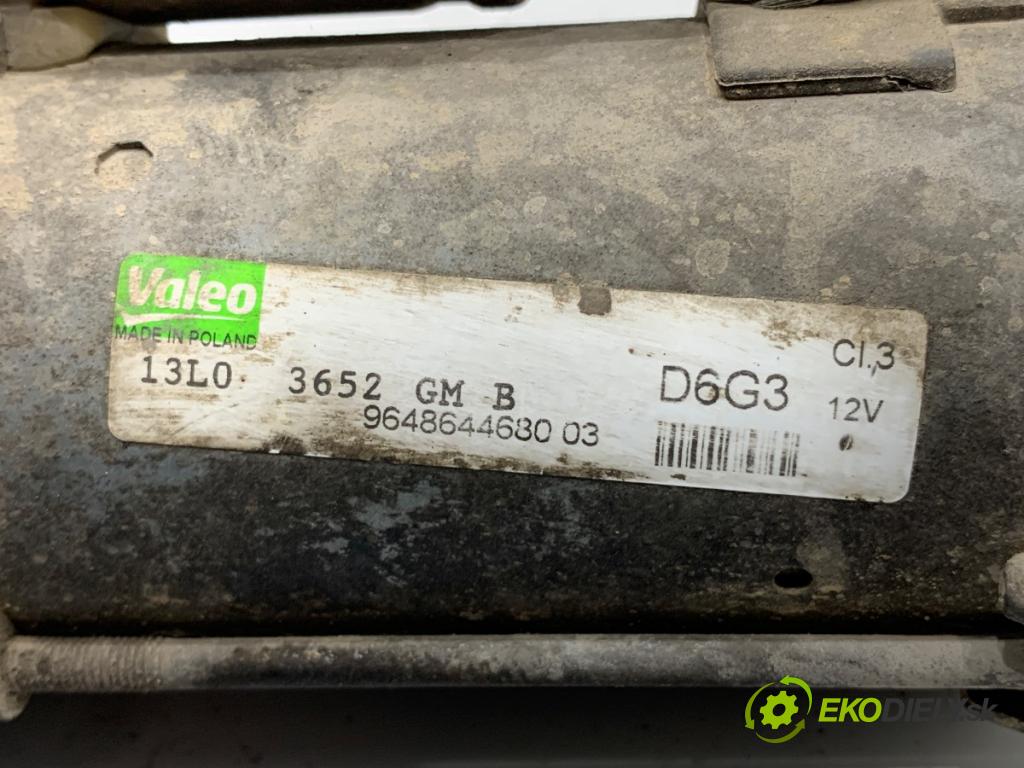 Valeo
MADE IN POLAND
13L0 3652 GM B
9648644680 03
D6G3
Cl.,3
12V
EKODIELY.sk